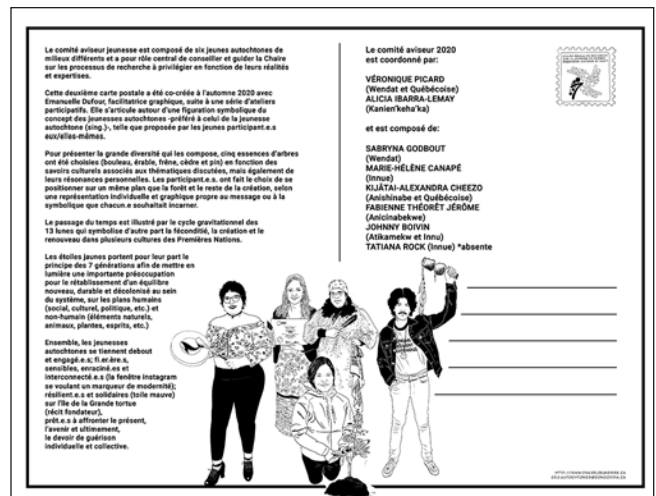 Le comité aviseur jeunesse est composé de six jeunes autochtones de
milieux différents et a pour rôle central de conseiller et guider la Chaire
sur les processus de recherche à privilégier en fonction de leurs réalités
et expertises.
Cette deuxième carte postale a été co-créée à l'automne 2020 avec
Emanuelle Dufour, facilitatrice graphique, suite à une série d'ateliers
participatifs. Elle s'articule autour d'une figuration symbolique du
concept des jeunesses autochtones -préféré à celui de la jeunesse
autochtone (sing.)-, telle que proposée par les jeunes participant.e.s
eux/elles-mêmes.
Pour présenter la grande diversité qui les compose, cinq essences d'arbres
ont été choisies (bouleau, érable, frêne, cèdre et pin) en fonction des
savoirs culturels associés aux thématiques discutées, mais également de
leurs résonances personnelles. Les participant.e.s. ont fait le choix de se
positionner sur un même plan que la forêt et le reste de la création, selon
une représentation individuelle et graphique propre au message ou à la
symbolique que chacun.e souhaitait incarner.
Le passage du temps est illustré par le cycle gravitationnel des
13 lunes qui symbolise d'autre part la féconditié, la création et le
renouveau dans plusieurs cultures des Premières Nations.
Les étoiles jaunes portent pour leur part le
principe des 7 générations afin de mettre en
lumière une importante préoccupation
pour le rétablissement d'un équilibre
nouveau, durable et décolonisé au sein
du système, sur les plans humains
(social, culturel, politique, etc.) et
non-humain (éléments naturels,
animaux, plantes, esprits, etc.)
Ensemble, les jeunesses
autochtones se tiennent debout
et engagé.e.s; fi.er.ère.s,
sensibles, enraciné.es et
interconnecté.e.s (la fenêtre instagram
se voulant un marqueur de modernité);
résilient.e.s et solidaires (toile mauve)
sur l'île de la Grande tortue
(récit fondateur),
prêt.e.s à affronter le présent,
l'avenir et ultimement,
le devoir de guérison
individuelle et collective.
Le comité aviseur 2020
est coordonné par:
VÉRONIQUE PICARD
(Wendat et Québécoise)
ALICIA IBARRA-LEMAY
(Kanien'keha'ka)
et est composé de:
SABRYNA GODBOUT
(Wendat)
MARIE-HÉLÈNE CANAPÉ
(Innue)
KIJÂTAI-ALEXANDRA CHEEZO
(Anishinabe et Québécoise)
FABIENNE THÉORÊT JÉRÔME
(Anicinabekwe)
JOHNNY BOIVIN
(Atikamekw et Innu)
TATIANA ROCK (Innue) *absente